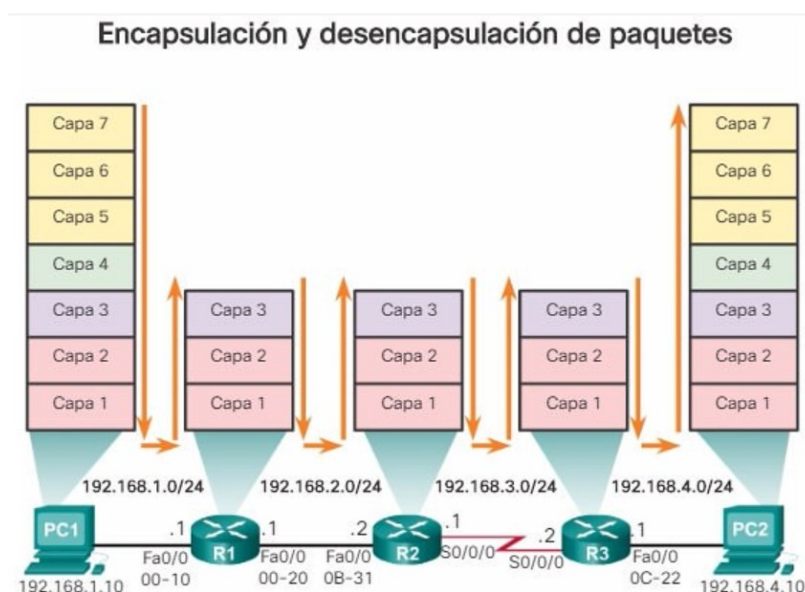 Encapsulación y desencapsulación de paquetes
Capa 7
Capa 6
Capa 5
Capa 4
Capa 3
Capa 2
Capa 1
Capa 3
Capa 2
Capa 1
Capa 3
Capa 2
Capa 1
Capa 3
Capa 2
Capa 1
Capa 7
Capa 6
Capa 5
Capa 4
Capa 3
Capa 2
Capa 1
192.168.1.0/24
192.168.2.0/24
192.168.3.0/24
192.168.4.0/24
PC1
192.168.1.10
.1
Fa0/0
00-10
R1
.1
Fa0/0
00-20
.2
Fa0/0
0B-31
R2
.1
S0/0/0
.2
S0/0/0
R3
.1
Fa0/0
0C-22
PC2
192.168.4.10